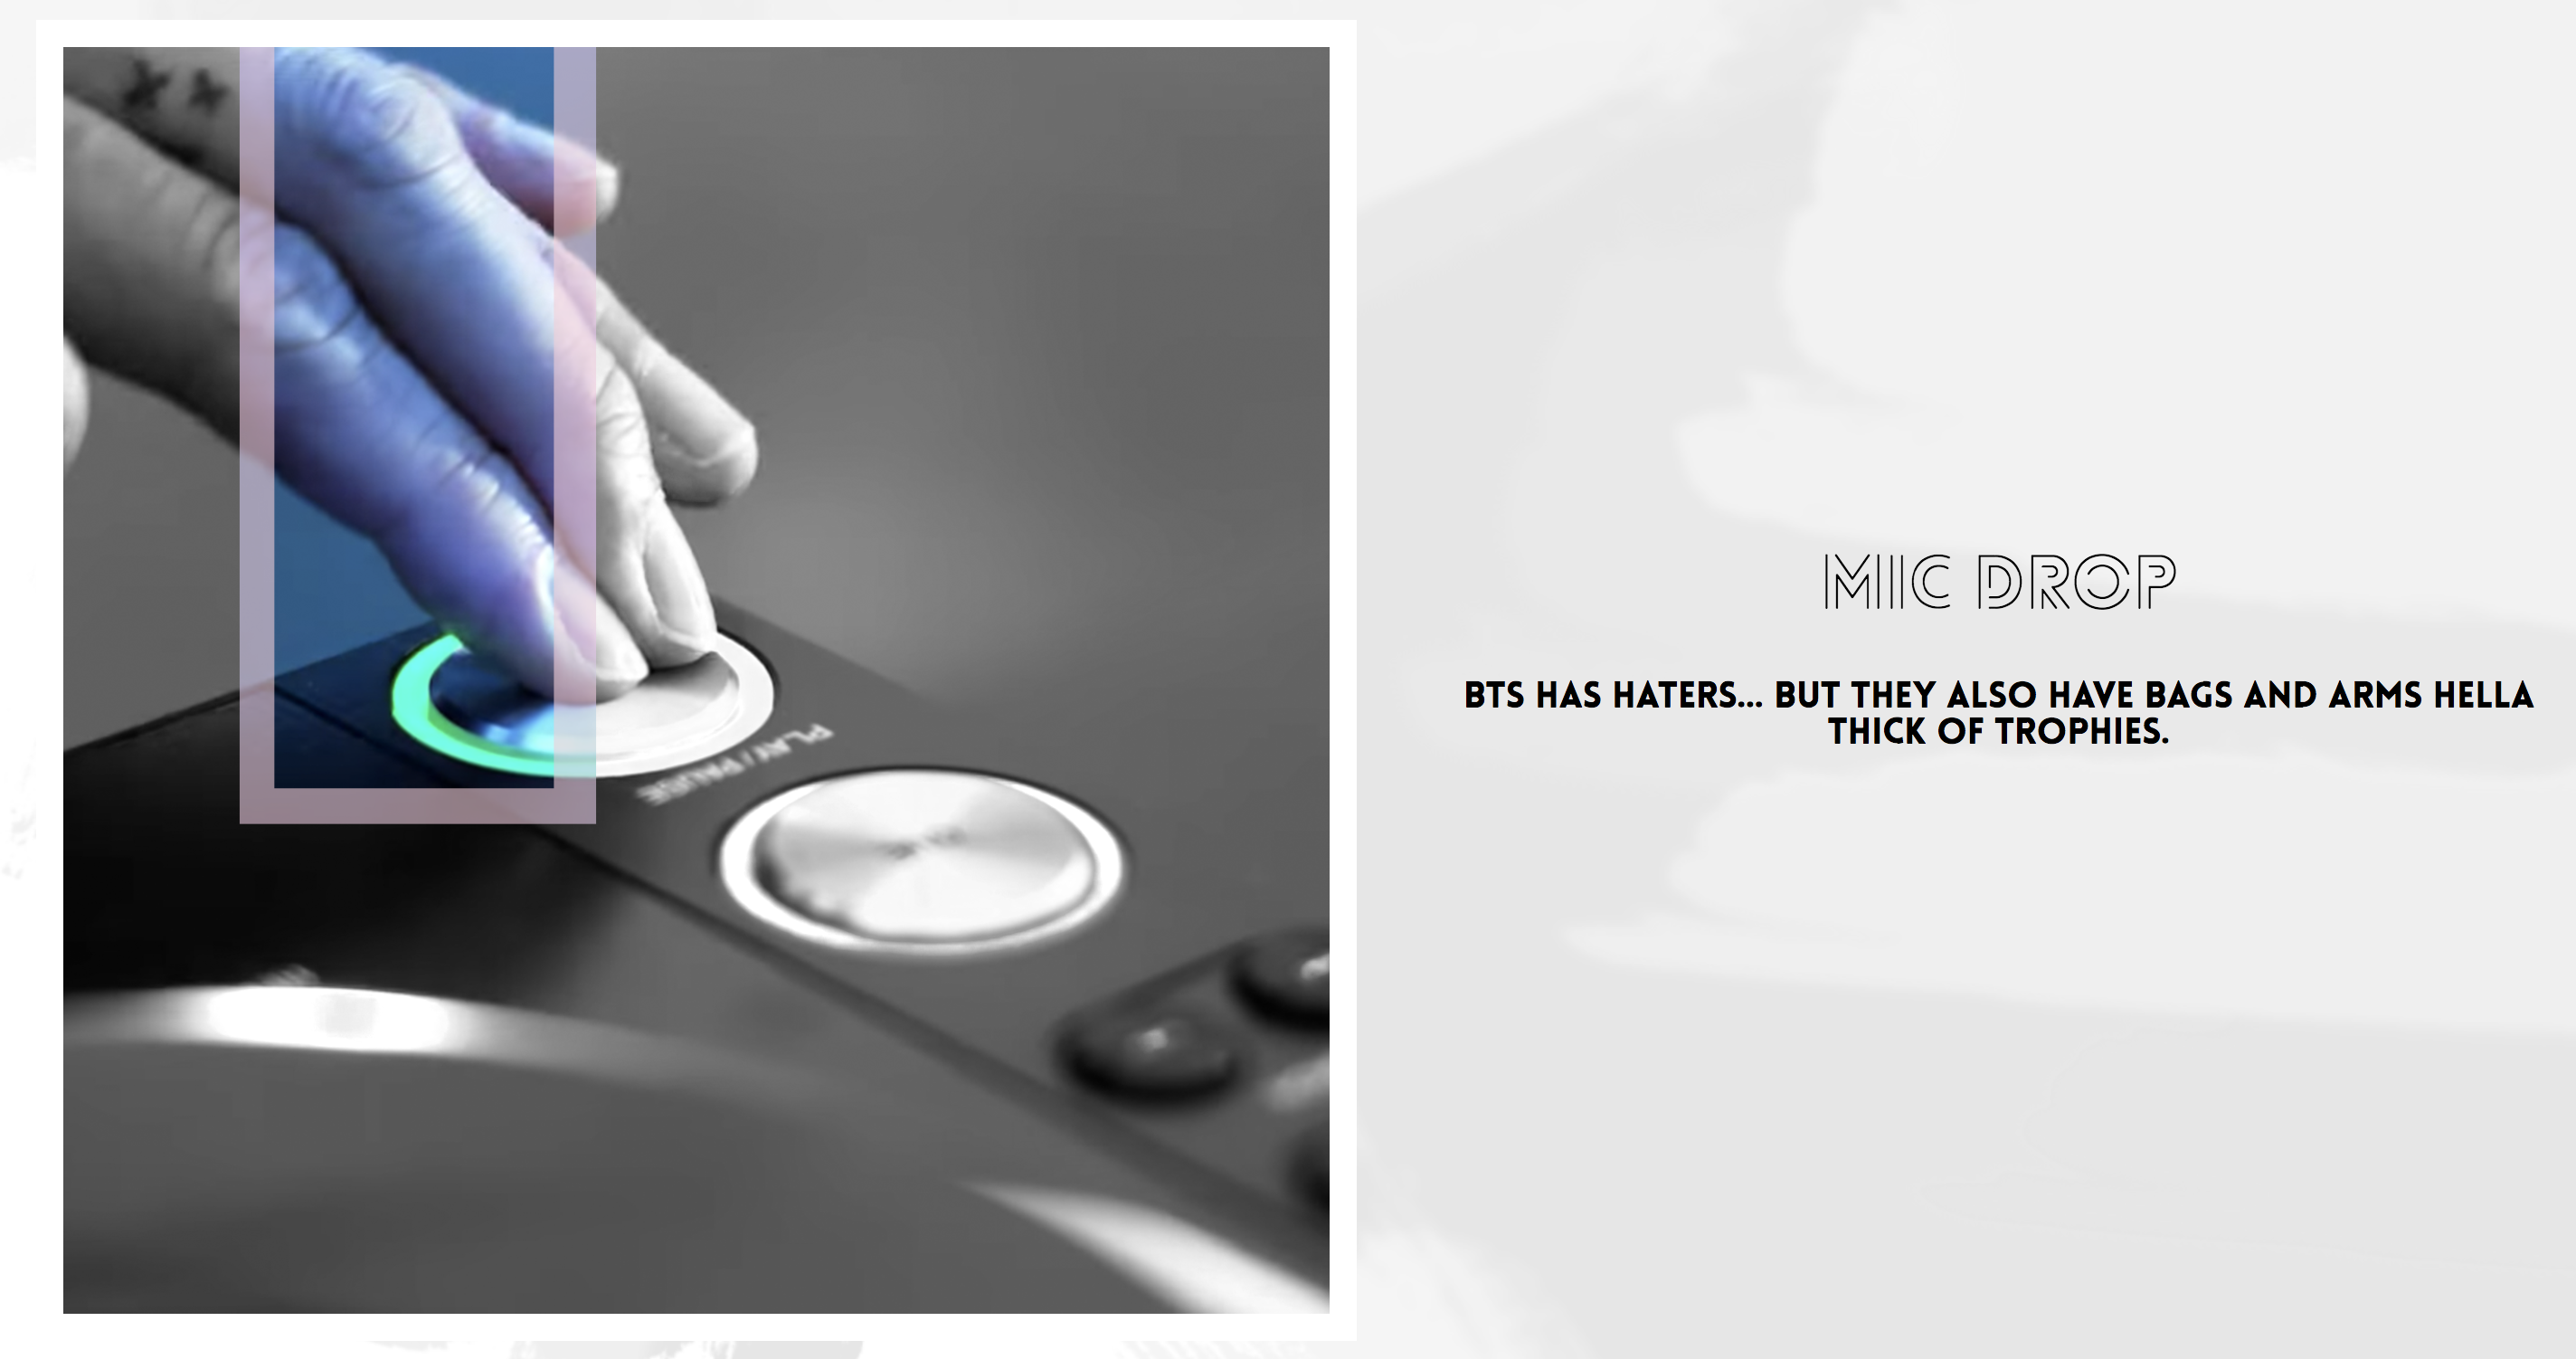 PLAY/PAUSE
MIC DROP
BTS HAS HATERS... BUT THEY ALSO HAVE BAGS AND ARMS HELLA
THICK OF TROPHIES.